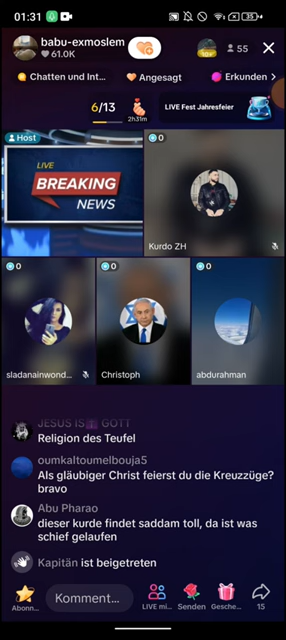 01:31
35
babu-exmoslem
61.0K
10+
55
Chatten und Int...
Angesagt
Erkunden
6/13
2h31m
LIVE Fest Jahresfeier
Host
0
LIVE
BREAKING
NEWS
Kurdo ZH
0
0
0
sladanainwond...
Christoph
abdurahman
JESUS IS GOTT
Religion des Teufel
oumkaltoumelbouja5
Als gläubiger Christ feierst du die Kreuzzüge?
bravo
Abu Pharao
dieser kurde findet saddam toll, da ist was
schief gelaufen
Kapitän ist beigetreten
Kommentar...
Abonn...
LIVE mi...
Senden
Gesche...
15